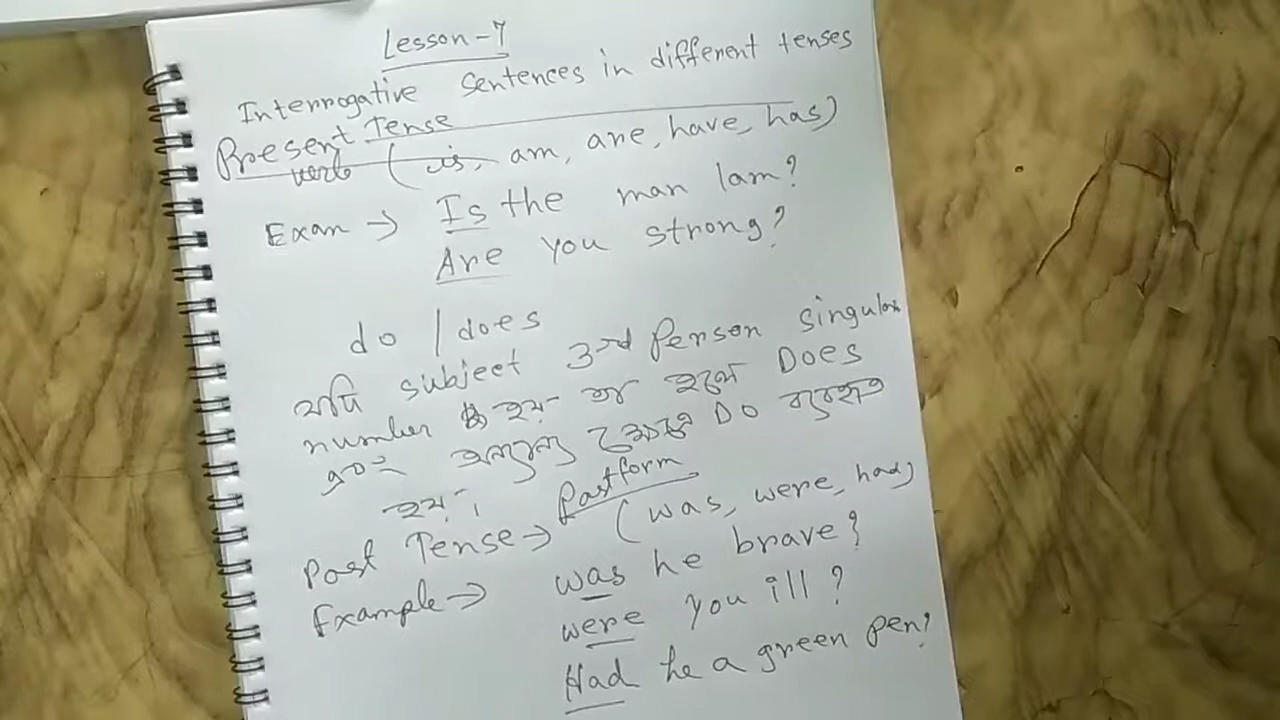 Lesson-7
Interrogative Sentences in different tenses
Present Tense
verb (is, am, are, have, has)
Exam → Is the man lam?
Are you strong?
do / does
যদি subject 3rd Person singular
number হয় তা হলে Does
এবং অন্যান্য ক্ষেত্রে Do ব্যবহৃত
হয়।
Past Tense → Past form (was, were, had)
Example → was he brave?
were you ill?
Had he a green pen?